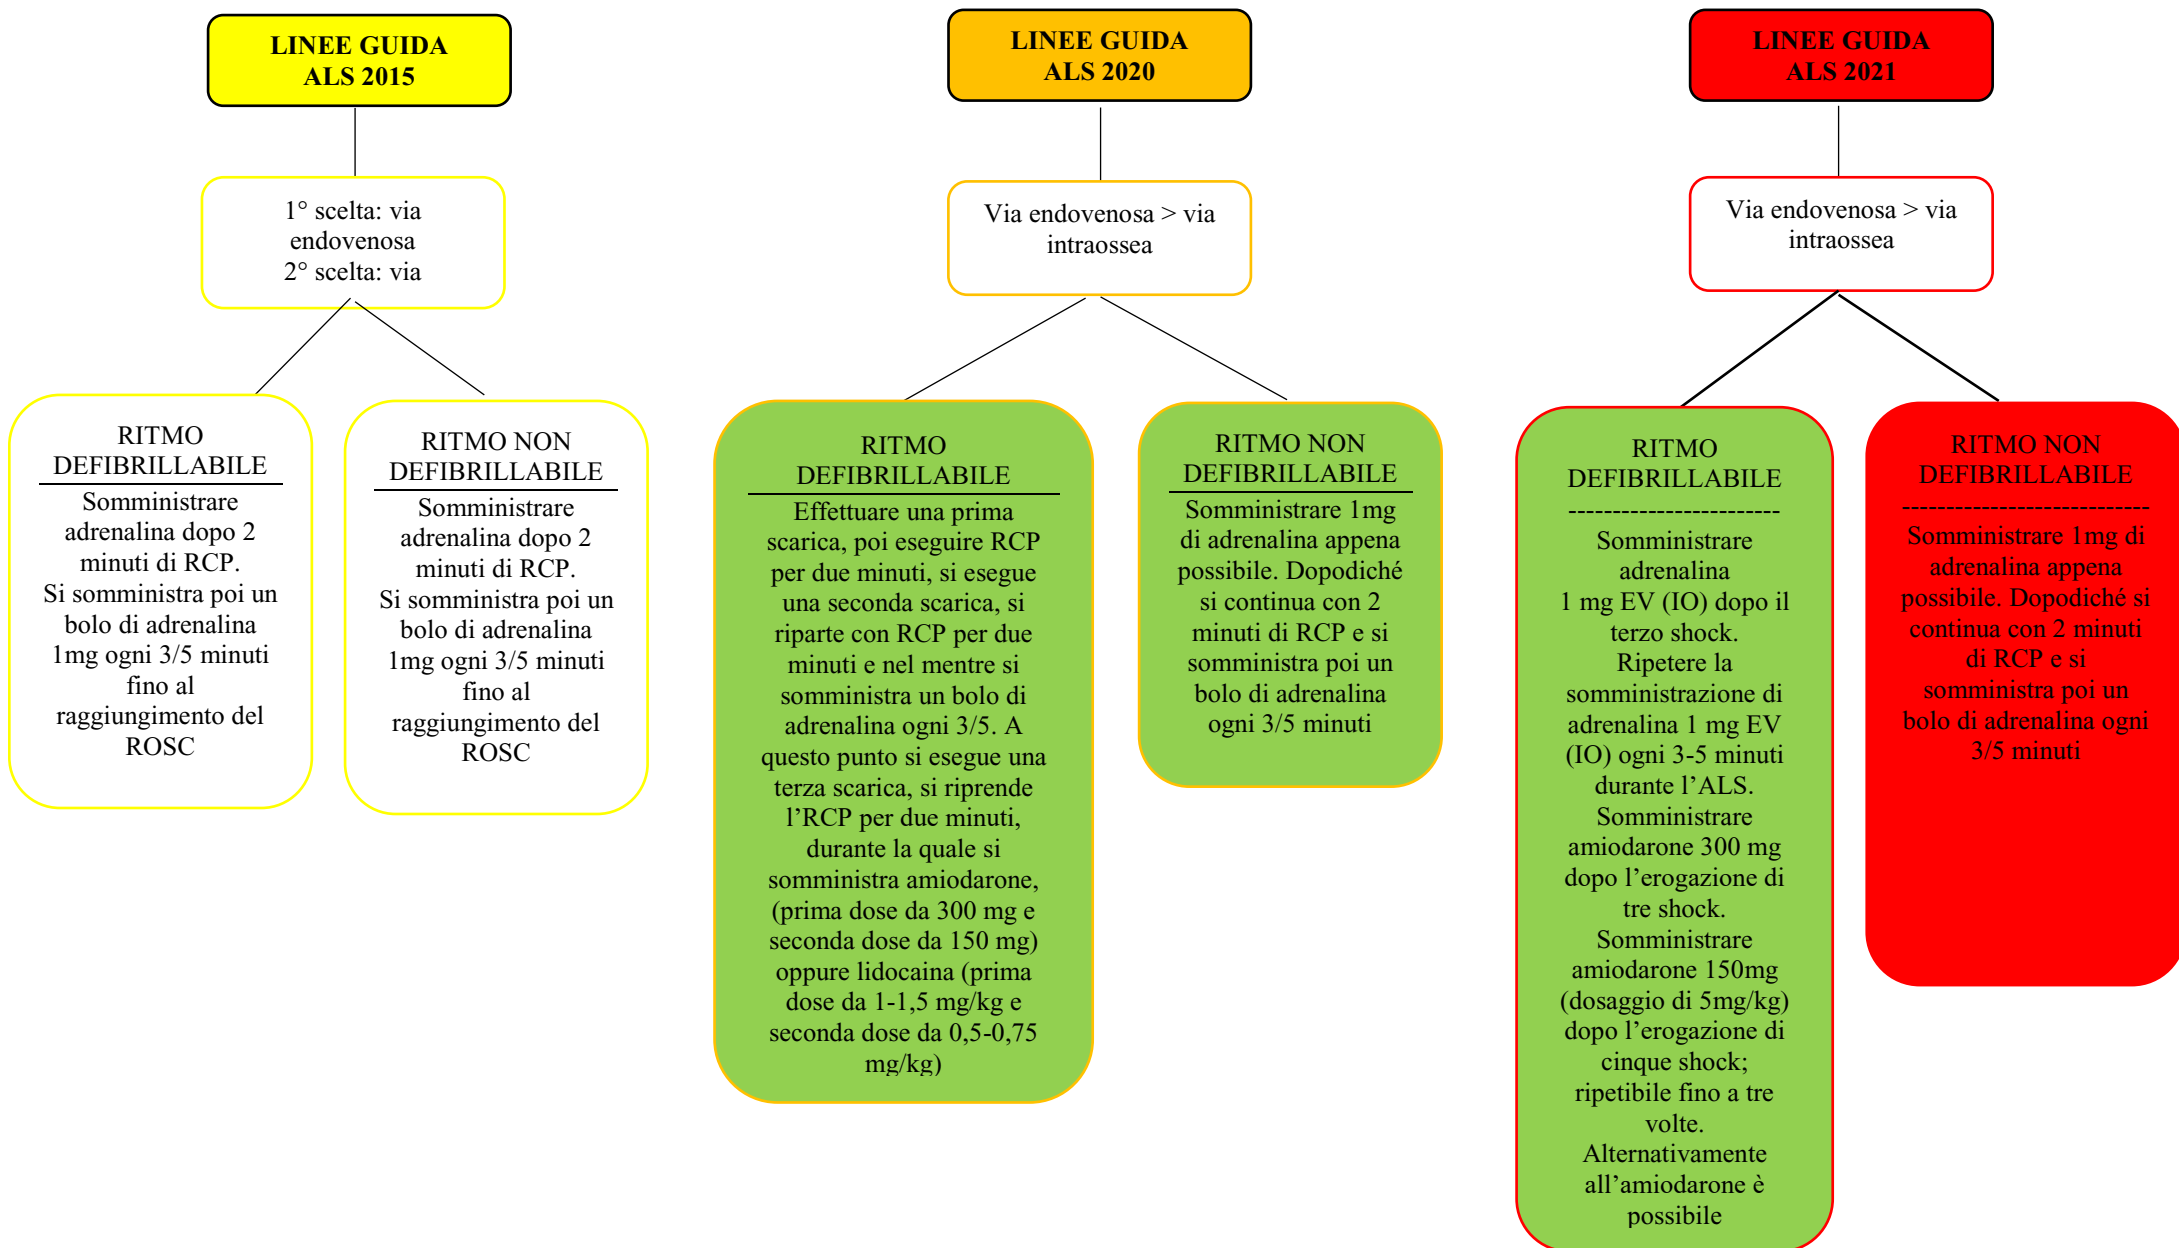 LINEE GUIDA
ALS 2015
1° scelta: via
endovenosa
2° scelta: via
RITMO
DEFIBRILLABILE
Somministrare
adrenalina dopo 2
minuti di RCP.
Si somministra poi un
bolo di adrenalina
1mg ogni 3/5 minuti
fino al
raggiungimento del
ROSC
RITMO NON
DEFIBRILLABILE
Somministrare
adrenalina dopo 2
minuti di RCP.
Si somministra poi un
bolo di adrenalina
1mg ogni 3/5 minuti
fino al
raggiungimento del
ROSC
LINEE GUIDA
ALS 2020
Via endovenosa > via
intraossea
RITMO
DEFIBRILLABILE
Effettuare una prima
scarica, poi eseguire RCP
per due minuti, si esegue
una seconda scarica, si
riparte con RCP per due
minuti e nel mentre si
somministra un bolo di
adrenalina ogni 3/5. A
questo punto si esegue una
terza scarica, si riprende
l’RCP per due minuti,
durante la quale si
somministra amiodarone,
(prima dose da 300 mg e
seconda dose da 150 mg)
oppure lidocaina (prima
dose da 1-1,5 mg/kg e
seconda dose da 0,5-0,75
mg/kg)
RITMO NON
DEFIBRILLABILE
Somministrare 1mg
di adrenalina appena
possibile. Dopodiché
si continua con 2
minuti di RCP e si
somministra poi un
bolo di adrenalina
ogni 3/5 minuti
LINEE GUIDA
ALS 2021
Via endovenosa > via
intraossea
RITMO
DEFIBRILLABILE
------------------------
Somministrare
adrenalina
1 mg EV (IO) dopo il
terzo shock.
Ripetere la
somministrazione di
adrenalina 1 mg EV
(IO) ogni 3-5 minuti
durante l’ALS.
Somministrare
amiodarone 300 mg
dopo l’erogazione di
tre shock.
Somministrare
amiodarone 150mg
(dosaggio di 5mg/kg)
dopo l’erogazione di
cinque shock;
ripetibile fino a tre
volte.
Alternativamente
all’amiodarone è
possibile
RITMO NON
DEFIBRILLABILE
----------------------------
Somministrare 1mg di
adrenalina appena
possibile. Dopodiché si
continua con 2 minuti
di RCP e si
somministra poi un
bolo di adrenalina ogni
3/5 minuti